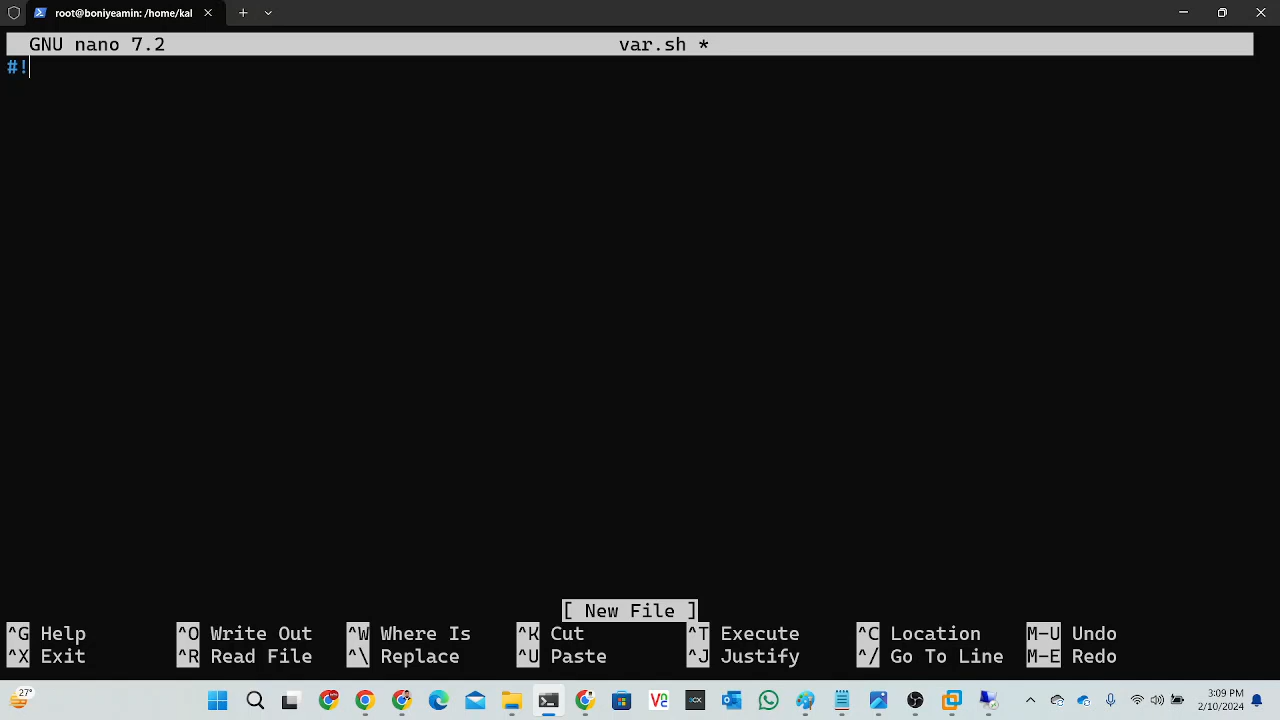 root@boniyeamin: /home/kal
GNU nano 7.2 var.sh *
#!
[ New File ]
^G Help ^O Write Out ^W Where Is ^K Cut ^T Execute ^C Location M-U Undo
^X Exit ^R Read File ^\ Replace ^U Paste ^J Justify ^/ Go To Line M-E Redo
27°
3:09 PM
2/10/2024